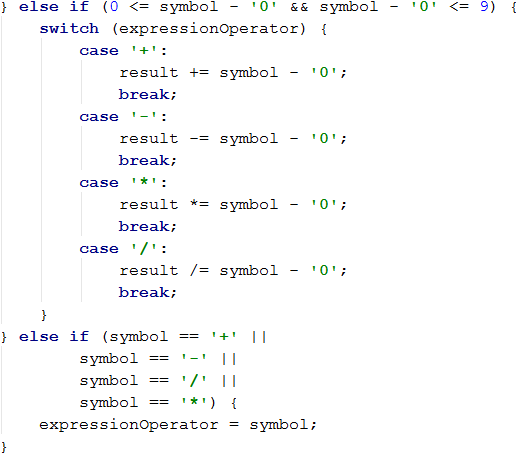 } else if (0 <= symbol - '0' && symbol - '0' <= 9) {
    switch (expressionOperator) {
        case '+':
            result += symbol - '0';
            break;
        case '-':
            result -= symbol - '0';
            break;
        case '*':
            result *= symbol - '0';
            break;
        case '/':
            result /= symbol - '0';
            break;
    }
} else if (symbol == '+' ||
        symbol == '-' ||
        symbol == '/' ||
        symbol == '*') {
    expressionOperator = symbol;
}